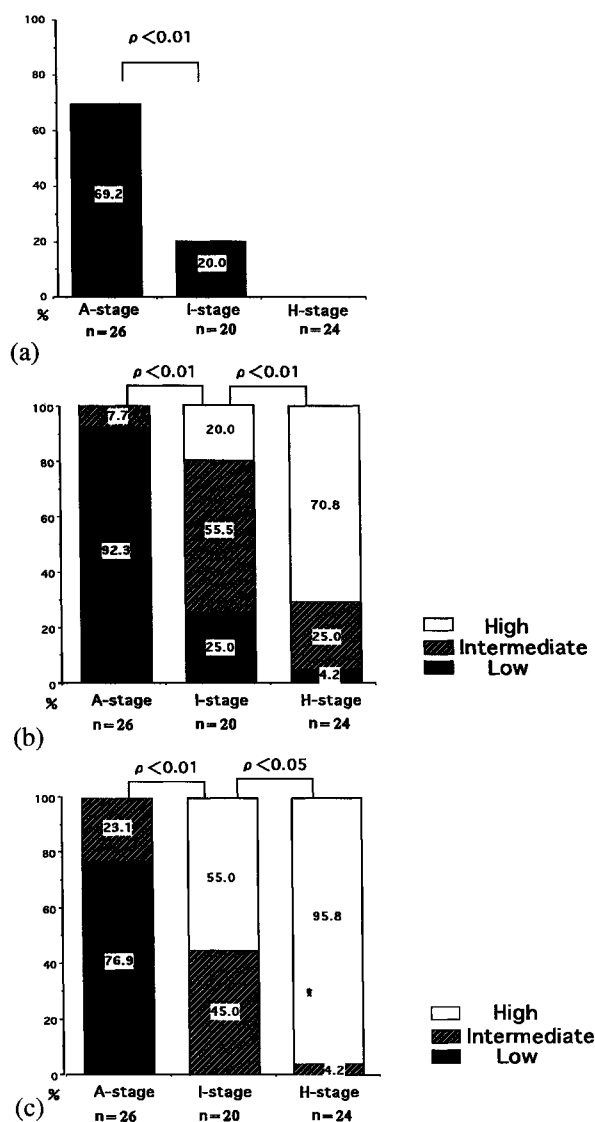 ρ<0.01
100
80
60
40
20
0
%
69.2
20.0
A-stage I-stage H-stage
n=26 n=20 n=24
(a)
ρ<0.01 ρ<0.01
100
80
60
40
20
0
%
7.7
92.3
20.0
55.5
25.0
70.8
25.0
4.2
High
Intermediate
Low
A-stage I-stage H-stage
n=26 n=20 n=24
(b)
ρ<0.01 ρ<0.05
100
80
60
40
20
0
%
23.1
76.9
55.0
45.0
95.8
4.2
High
Intermediate
Low
A-stage I-stage H-stage
n=26 n=20 n=24
(c)